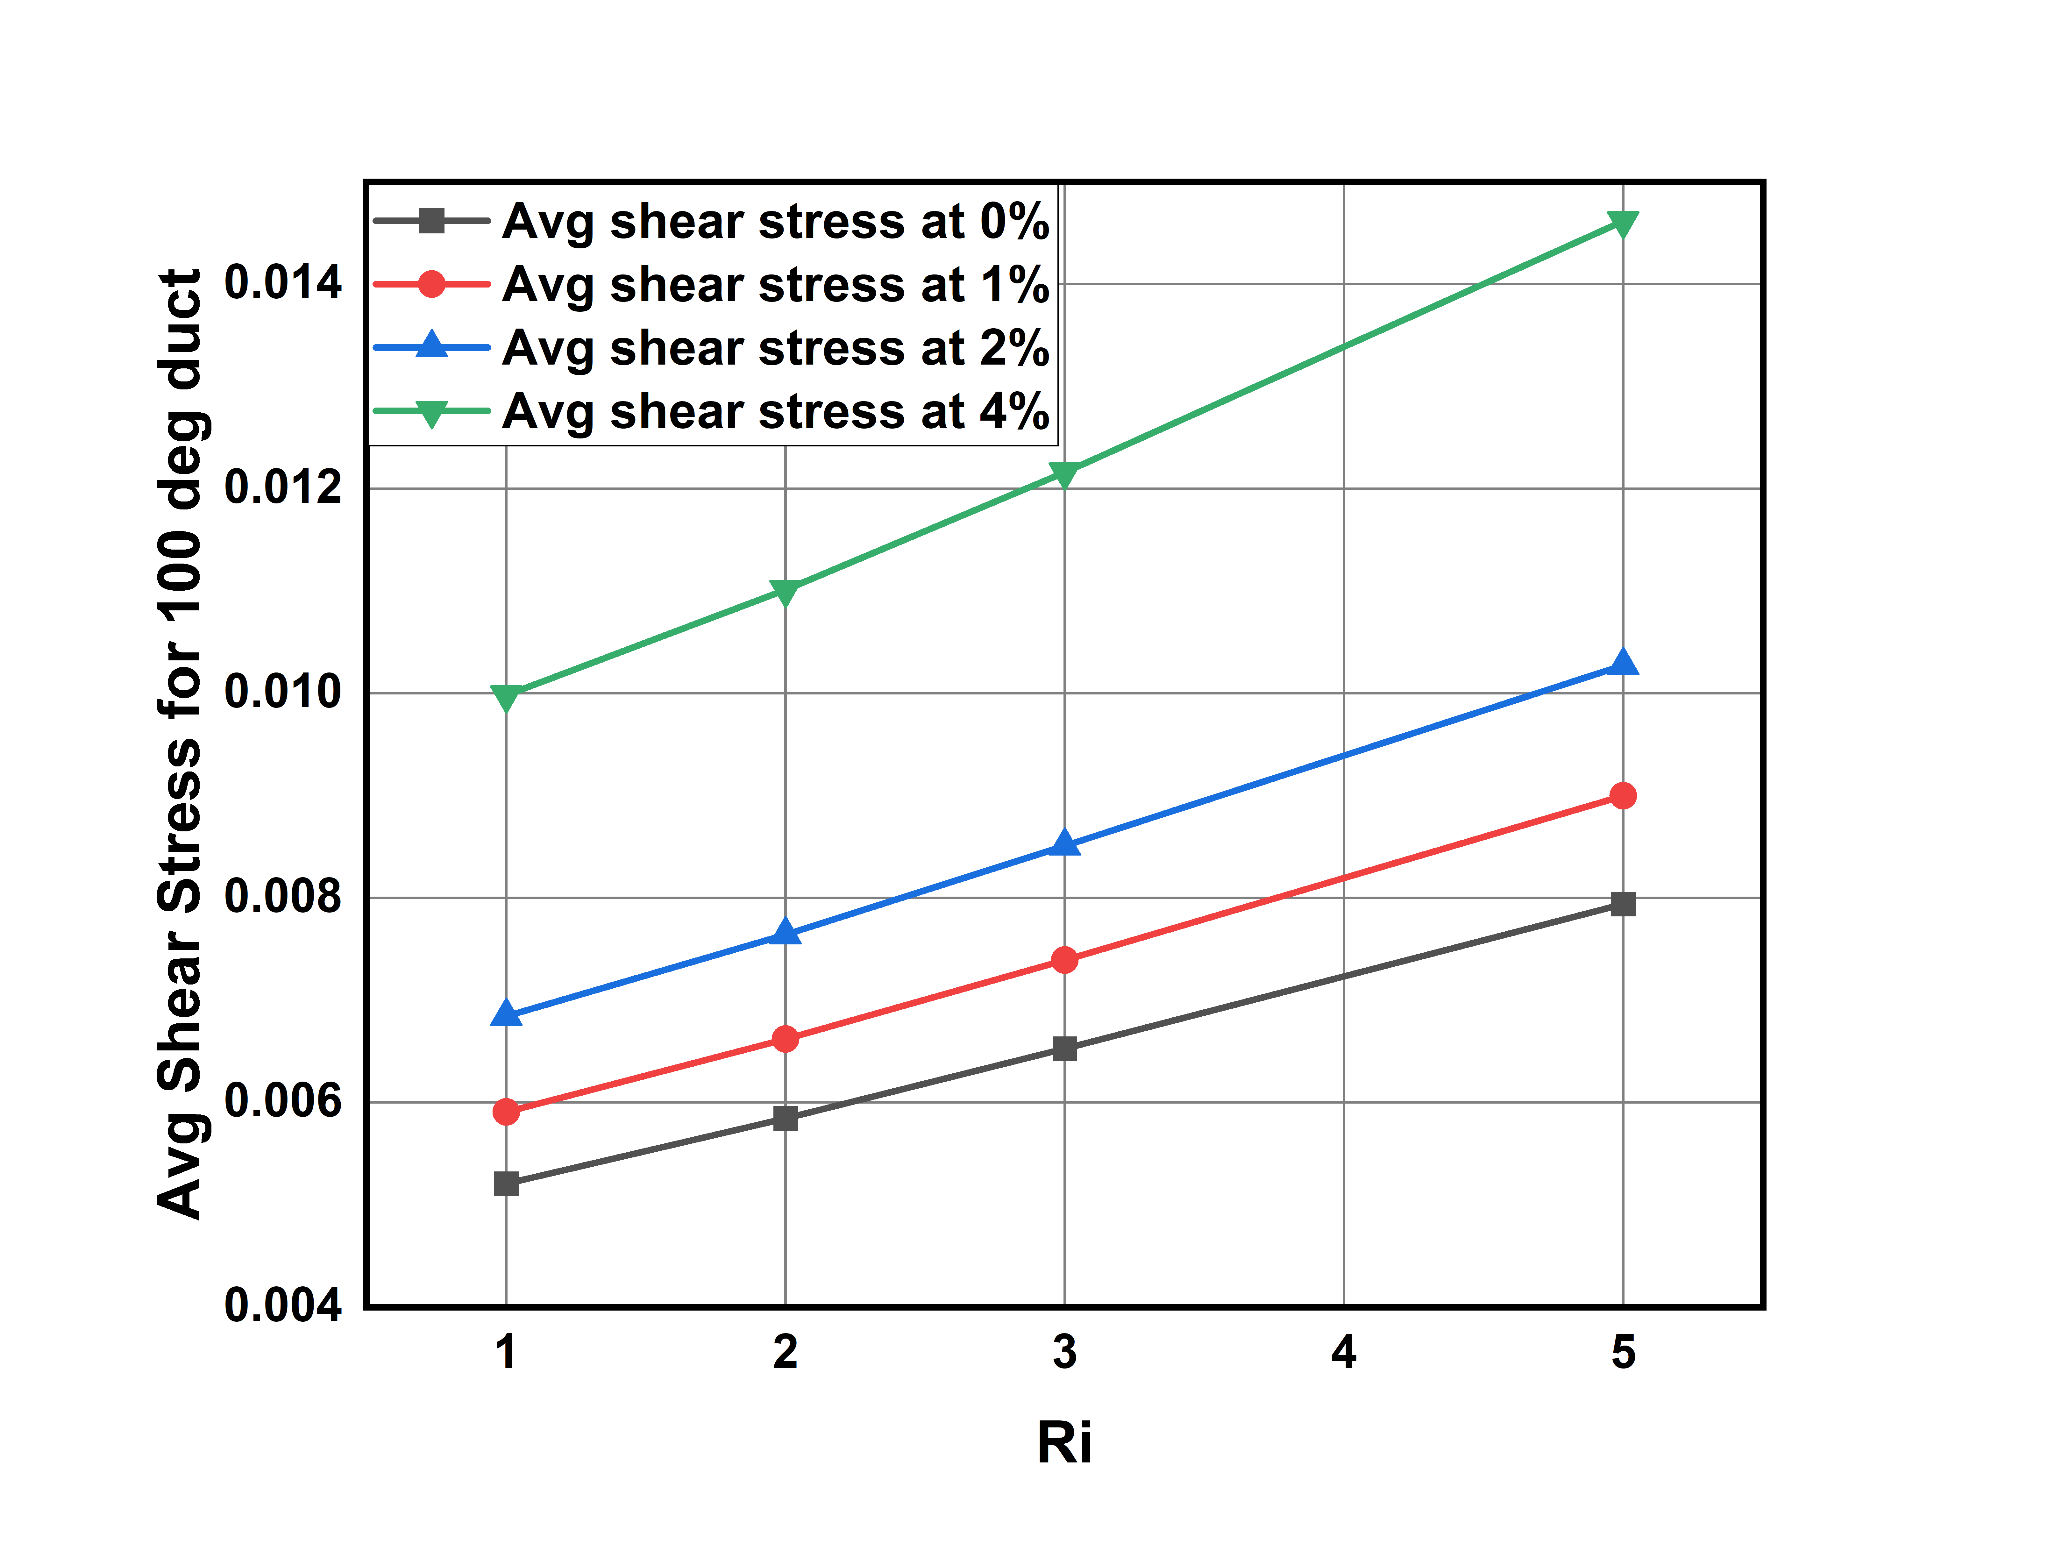 Avg shear stress at 0%
Avg shear stress at 1%
Avg shear stress at 2%
Avg shear stress at 4%
Avg Shear Stress for 100 deg duct
0.014
0.012
0.010
0.008
0.006
0.004
1 2 3 4 5
Ri